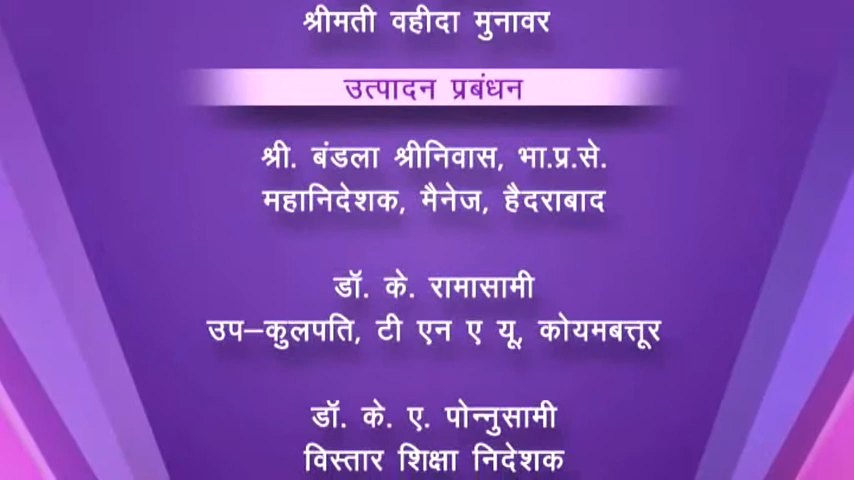 श्रीमती वहीदा मुनावर
उत्पादन प्रबंधन
श्री. बंडला श्रीनिवास, भा.प्र.से.
महानिदेशक, मैनेज, हैदराबाद
डॉ. के. रामासामी
उप–कुलपति, टी एन ए यू, कोयमबत्तूर
डॉ. के. ए. पोन्नुसामी
विस्तार शिक्षा निदेशक